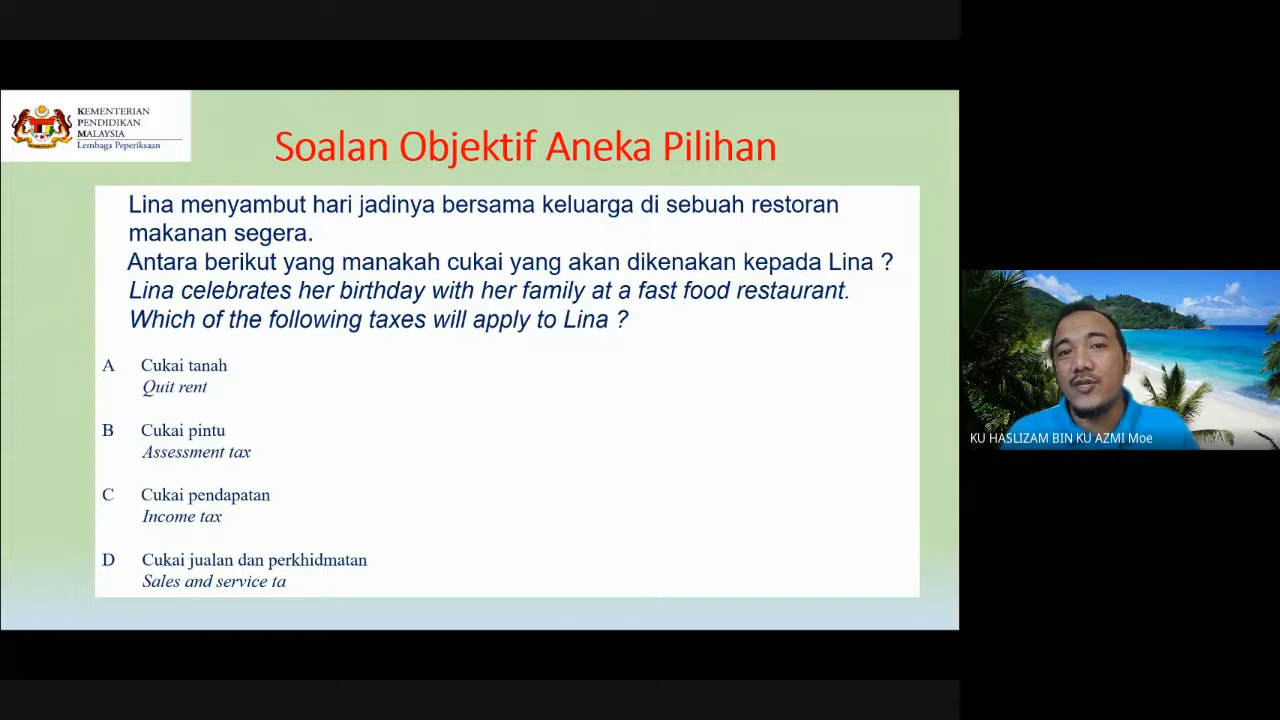 KEMENTERIAN
PENDIDIKAN
MALAYSIA
Lembaga Peperiksaan
Soalan Objektif Aneka Pilihan
Lina menyambut hari jadinya bersama keluarga di sebuah restoran
makanan segera.
Antara berikut yang manakah cukai yang akan dikenakan kepada Lina ?
Lina celebrates her birthday with her family at a fast food restaurant.
Which of the following taxes will apply to Lina ?
A Cukai tanah
Quit rent
B Cukai pintu
Assessment tax
C Cukai pendapatan
Income tax
D Cukai jualan dan perkhidmatan
Sales and service ta
KU HASLIZAM BIN KU AZMI Moe